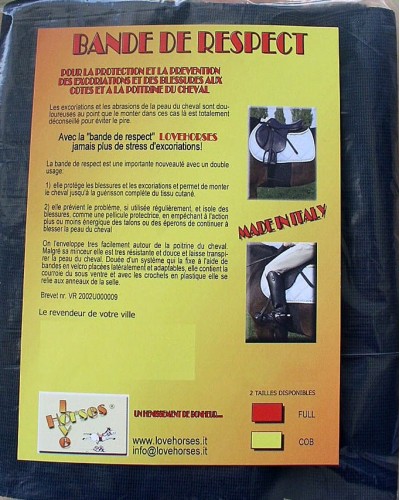 BANDE DE RESPECT
POUR LA PROTECTION ET LA PREVENTION
DES EXCORIATIONS ET DES BLESSURES AUX
COTES ET A LA POITRINE DU CHEVAL
Les excoriations et les abrasions de la peau du cheval sont dou-
loureuses au point que le monter dans ces cas là est totalement
déconseillé pour éviter le pire.
Avec la "bande de respect" LOVEHORSES
jamais plus de stress d'excoriations!
La bande de respect est une importante nouveauté avec un double
usage:
1) elle protège les blessures et les excoriations et permet de monter
le cheval jusqu'à la guérison complète du tissu cutané.
2) elle prévient le problème, si utilisée régulièrement, et isole des
blessures, comme une pellicule protectrice, en empêchant à l'action
plus ou moins énergique des talons ou des éperons de continuer à
blesser la peau du cheval
On l'enveloppe tres facilement autour de la poitrine du cheval.
Malgré sa minceur elle est tres résistante et douce et laisse transpi-
rer la peau du cheval. Douée d'un système qui la fixe à l'aide de
bandes en velcro placées latéralement et adaptables, elle contient la
courroie du sous ventre et avec les crochets en plastique elle se
relie aux anneaux de la selle.
Brevet nr. VR 2002U000009
Le revendeur de votre ville
MADE IN ITALY
2 TAILLES DISPONIBLES
FULL
COB
UN HENISSEMENT DE BONHEUR...
www.lovehorses.it
info@lovehorses.it
Love
Horses
®